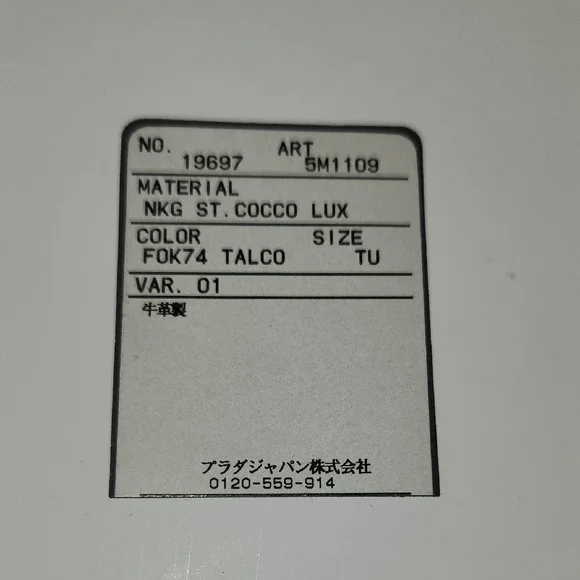 NO. ART
19697 5M1109
MATERIAL
NKG ST.COCCO LUX
COLOR SIZE
F0K74 TALCO TU
VAR. 01
牛革製
プラダジャパン株式会社
0120-559-914